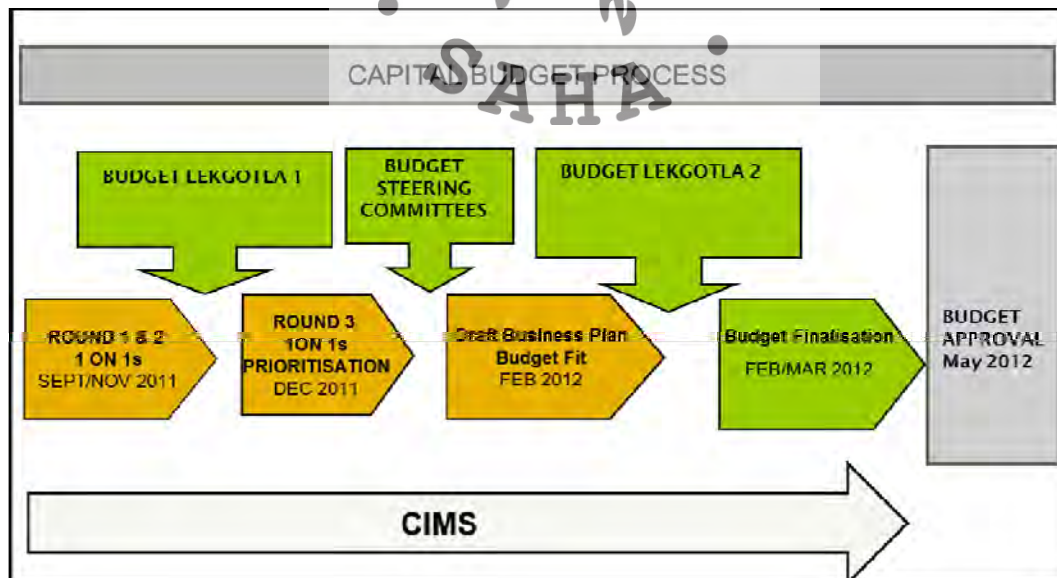 SAHA
CAPITAL BUDGET PROCESS
BUDGET LEKGOTLA 1
BUDGET
STEERING
COMMITTEES
BUDGET LEKGOTLA 2
ROUND 1 & 2
1 ON 1s
SEPT/NOV 2011
ROUND 3
1ON 1s
PRIORITISATION
DEC 2011
Draft Business Plan
Budget Fit
FEB 2012
Budget Finalisation
FEB/MAR 2012
BUDGET
APPROVAL
May 2012
CIMS